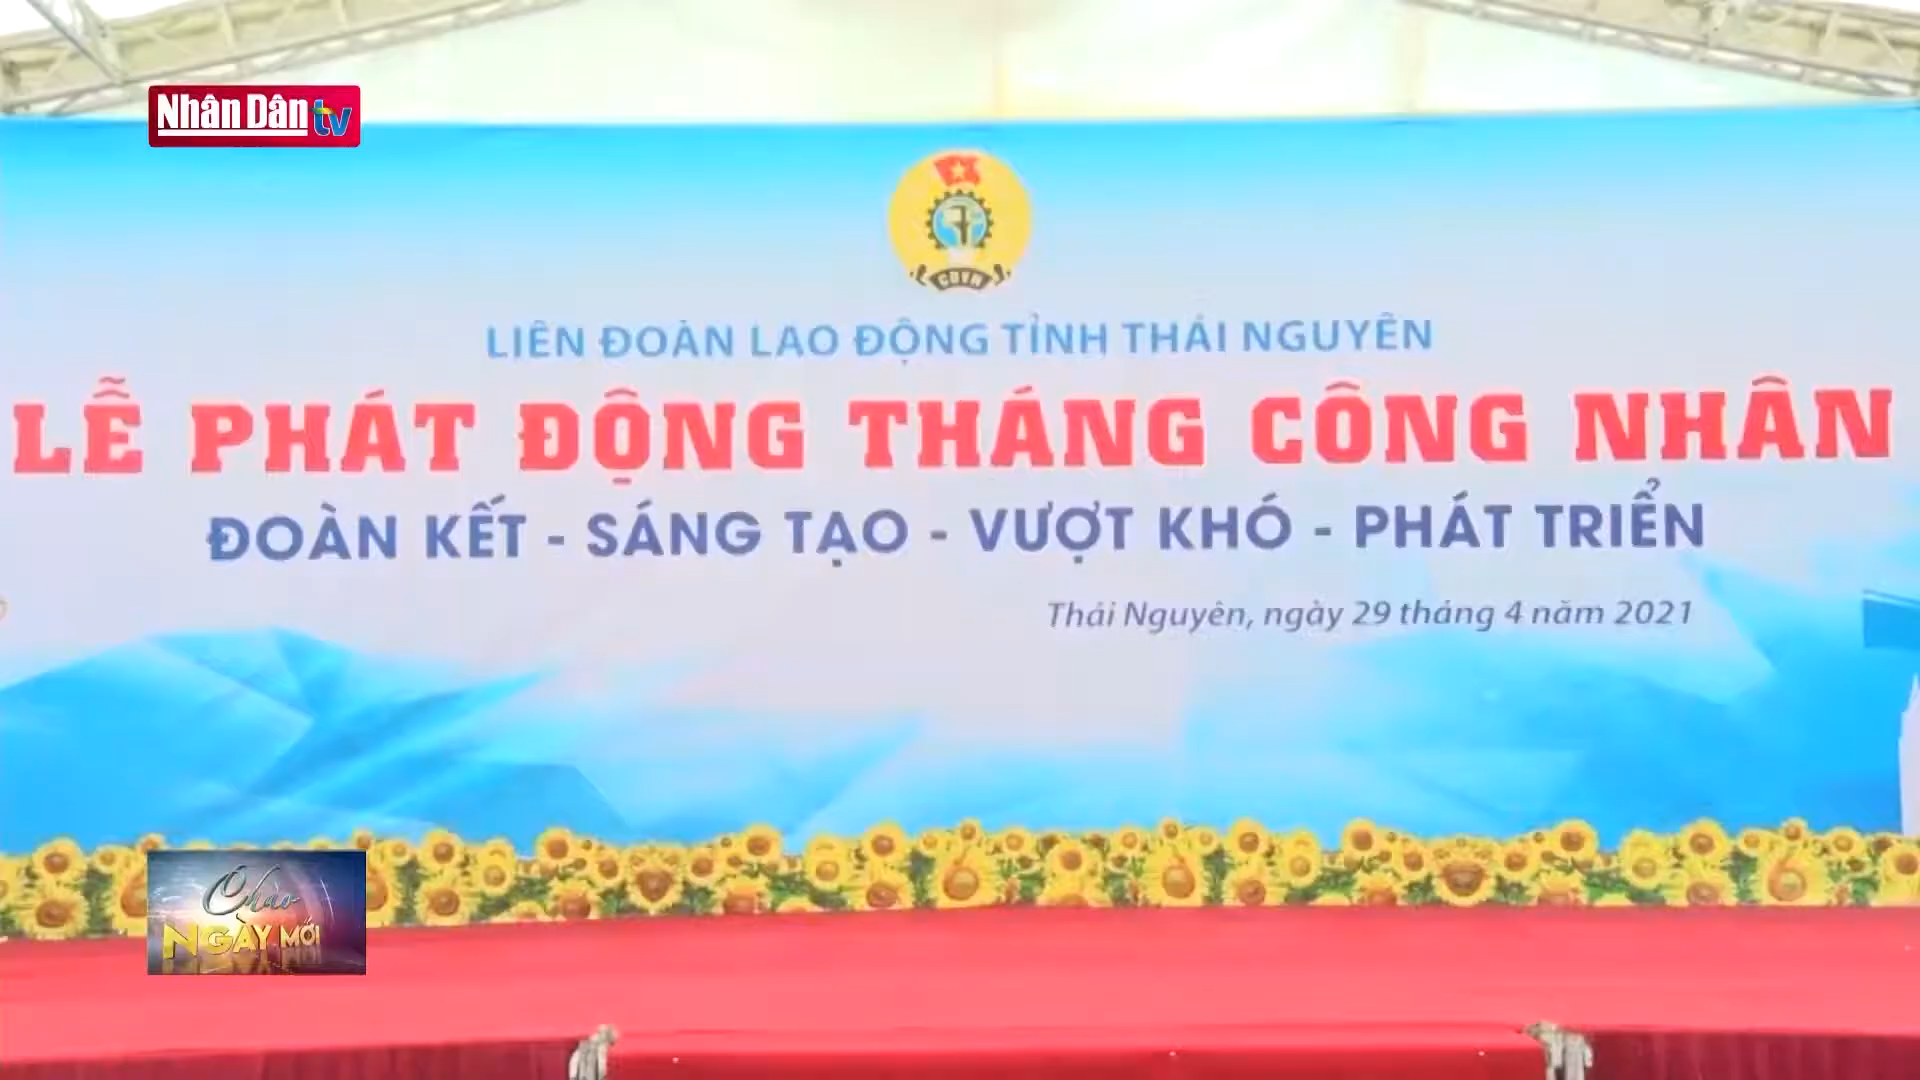 Nhân Dân tv
CĐVN
LIÊN ĐOÀN LAO ĐỘNG TỈNH THÁI NGUYÊN
LỄ PHÁT ĐỘNG THÁNG CÔNG NHÂN
ĐOÀN KẾT - SÁNG TẠO - VƯỢT KHÓ - PHÁT TRIỂN
Thái Nguyên, ngày 29 tháng 4 năm 2021
Chào
NGÀY MỚI